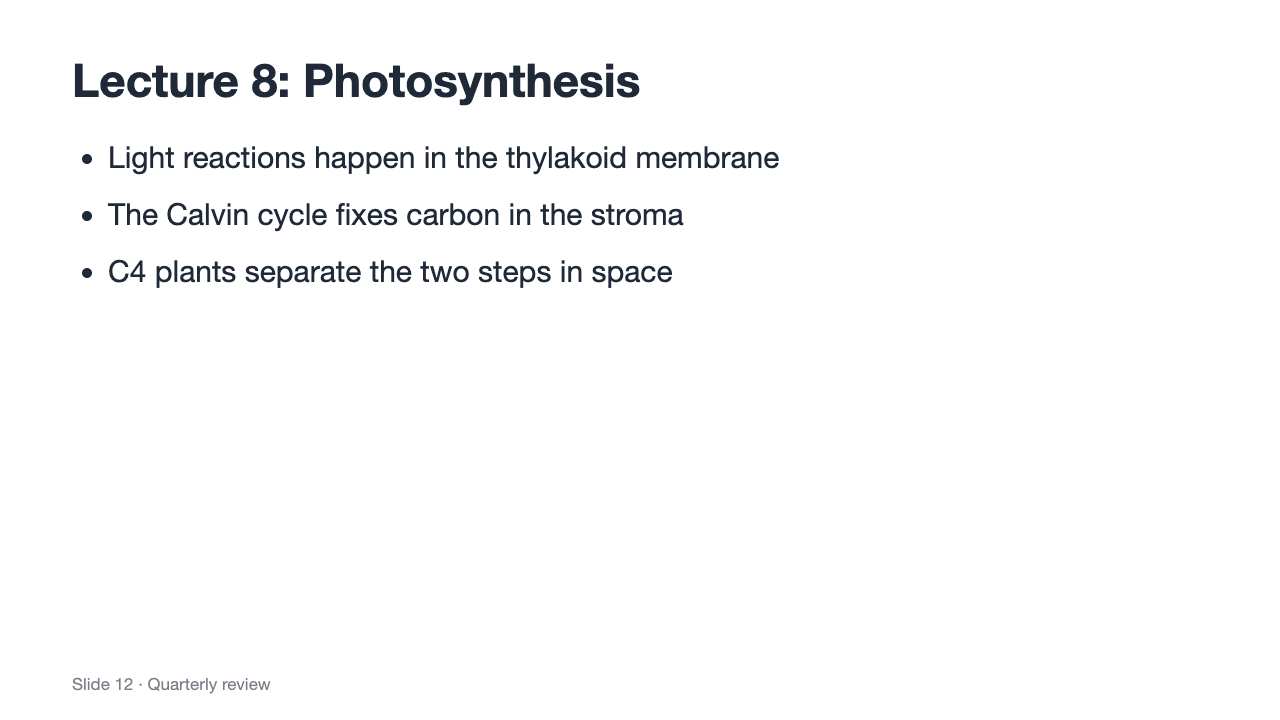 Lecture 8: Photosynthesis
• Light reactions happen in the thylakoid membrane
• The Calvin cycle fixes carbon in the stroma
• C4 plants separate the two steps in space
Slide 12 · Quarterly review